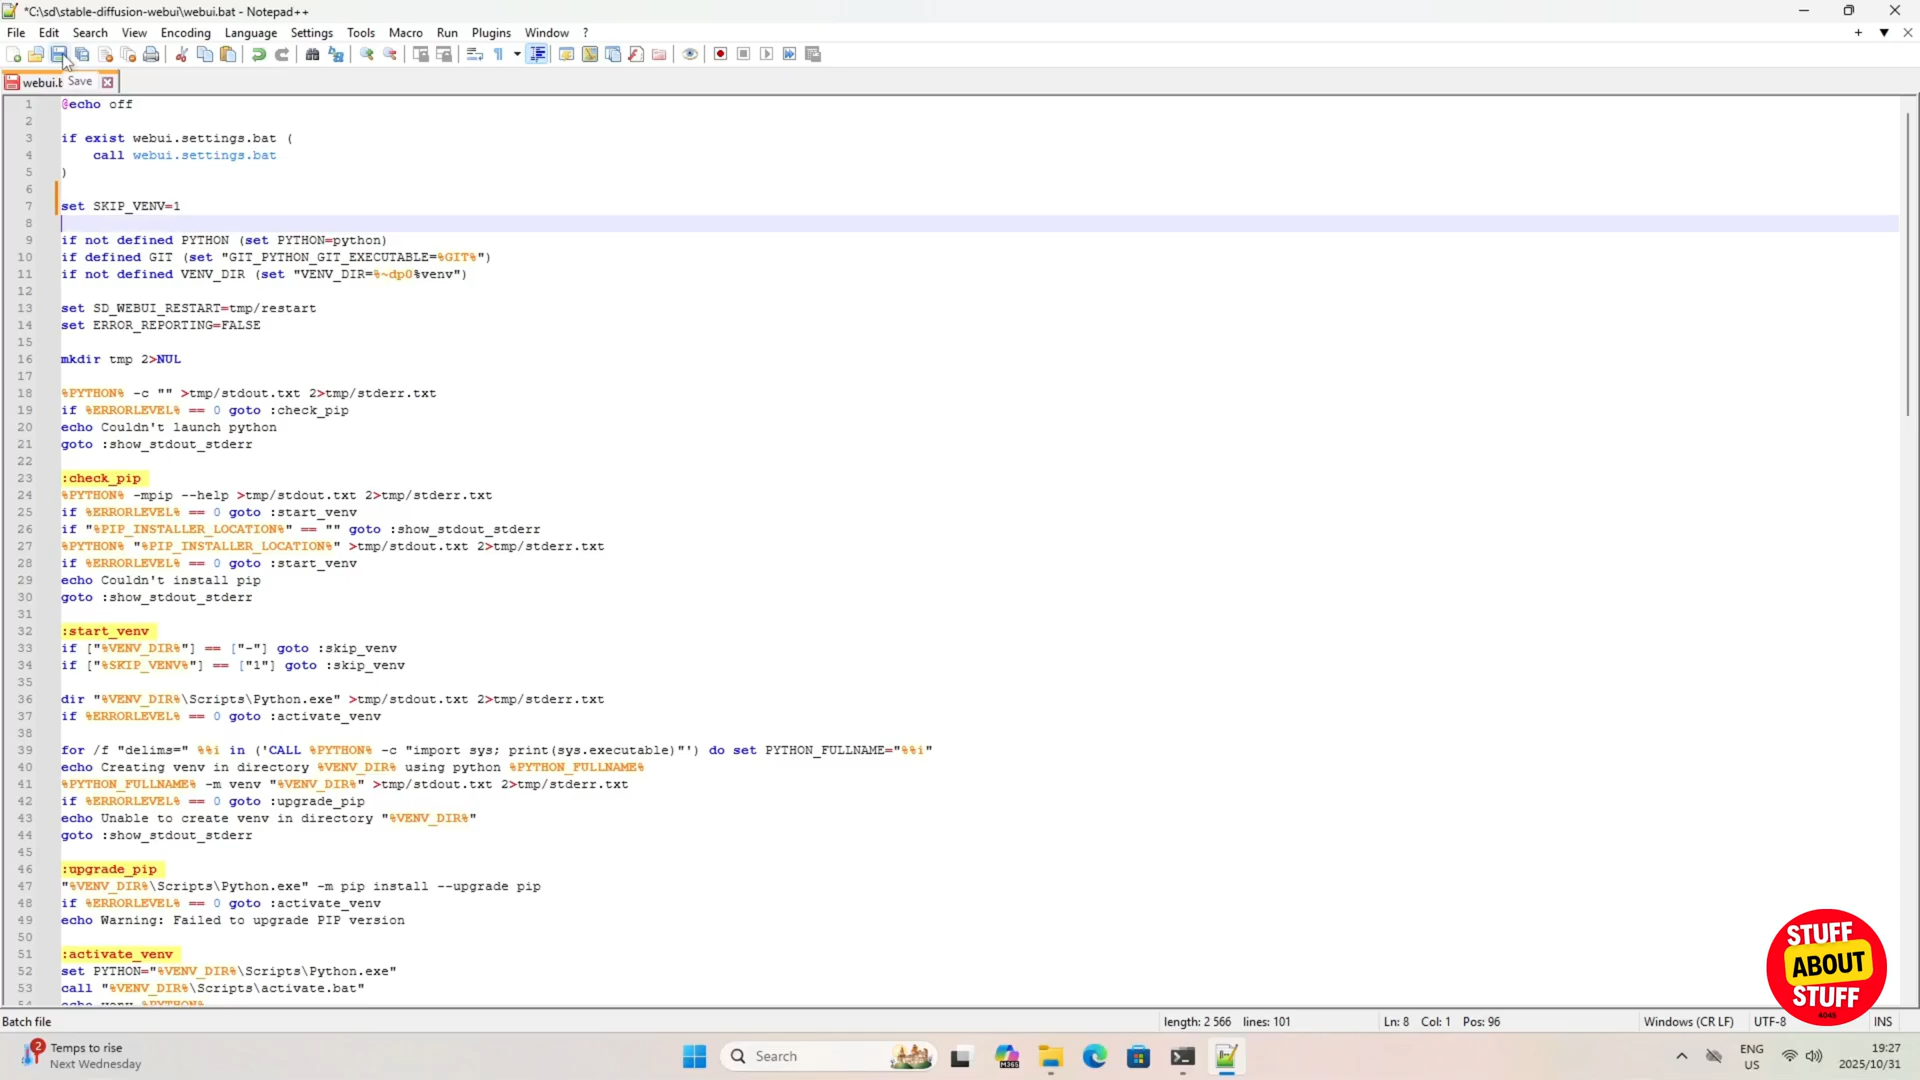 *C:\sd\stable-diffusion-webui\webui.bat - Notepad++
File Edit Search View Encoding Language Settings Tools Macro Run Plugins Window ?
webui.b Save
1 @echo off
2
3 if exist webui.settings.bat (
4 call webui.settings.bat
5 )
6
7 set SKIP_VENV=1
8
9 if not defined PYTHON (set PYTHON=python)
10 if defined GIT (set "GIT_PYTHON_GIT_EXECUTABLE=%GIT%")
11 if not defined VENV_DIR (set "VENV_DIR=%~dp0%venv")
12
13 set SD_WEBUI_RESTART=tmp/restart
14 set ERROR_REPORTING=FALSE
15
16 mkdir tmp 2>NUL
17
18 %PYTHON% -c "" >tmp/stdout.txt 2>tmp/stderr.txt
19 if %ERRORLEVEL% == 0 goto :check_pip
20 echo Couldn't launch python
21 goto :show_stdout_stderr
22
23 :check_pip
24 %PYTHON% -mpip --help >tmp/stdout.txt 2>tmp/stderr.txt
25 if %ERRORLEVEL% == 0 goto :start_venv
26 if "%PIP_INSTALLER_LOCATION%" == "" goto :show_stdout_stderr
27 %PYTHON% "%PIP_INSTALLER_LOCATION%" >tmp/stdout.txt 2>tmp/stderr.txt
28 if %ERRORLEVEL% == 0 goto :start_venv
29 echo Couldn't install pip
30 goto :show_stdout_stderr
31
32 :start_venv
33 if ["%VENV_DIR%"] == ["-"] goto :skip_venv
34 if ["%SKIP_VENV%"] == ["1"] goto :skip_venv
35
36 dir "%VENV_DIR%\Scripts\Python.exe" >tmp/stdout.txt 2>tmp/stderr.txt
37 if %ERRORLEVEL% == 0 goto :activate_venv
38
39 for /f "delims=" %%i in ('CALL %PYTHON% -c "import sys; print(sys.executable)"') do set PYTHON_FULLNAME="%%i"
40 echo Creating venv in directory %VENV_DIR% using python %PYTHON_FULLNAME%
41 %PYTHON_FULLNAME% -m venv "%VENV_DIR%" >tmp/stdout.txt 2>tmp/stderr.txt
42 if %ERRORLEVEL% == 0 goto :upgrade_pip
43 echo Unable to create venv in directory "%VENV_DIR%"
44 goto :show_stdout_stderr
45
46 :upgrade_pip
47 "%VENV_DIR%\Scripts\Python.exe" -m pip install --upgrade pip
48 if %ERRORLEVEL% == 0 goto :activate_venv
49 echo Warning: Failed to upgrade PIP version
50
51 :activate_venv
52 set PYTHON="%VENV_DIR%\Scripts\Python.exe"
53 call "%VENV_DIR%\Scripts\activate.bat"
54 echo venv %PYTHON%
STUFF
ABOUT
STUFF
4045
Batch file length: 2 566 lines: 101 Ln: 8 Col: 1 Pos: 96 Windows (CR LF) UTF-8 INS
2 Temps to rise
Next Wednesday
Search
M365
ENG
US
19:27
2025/10/31